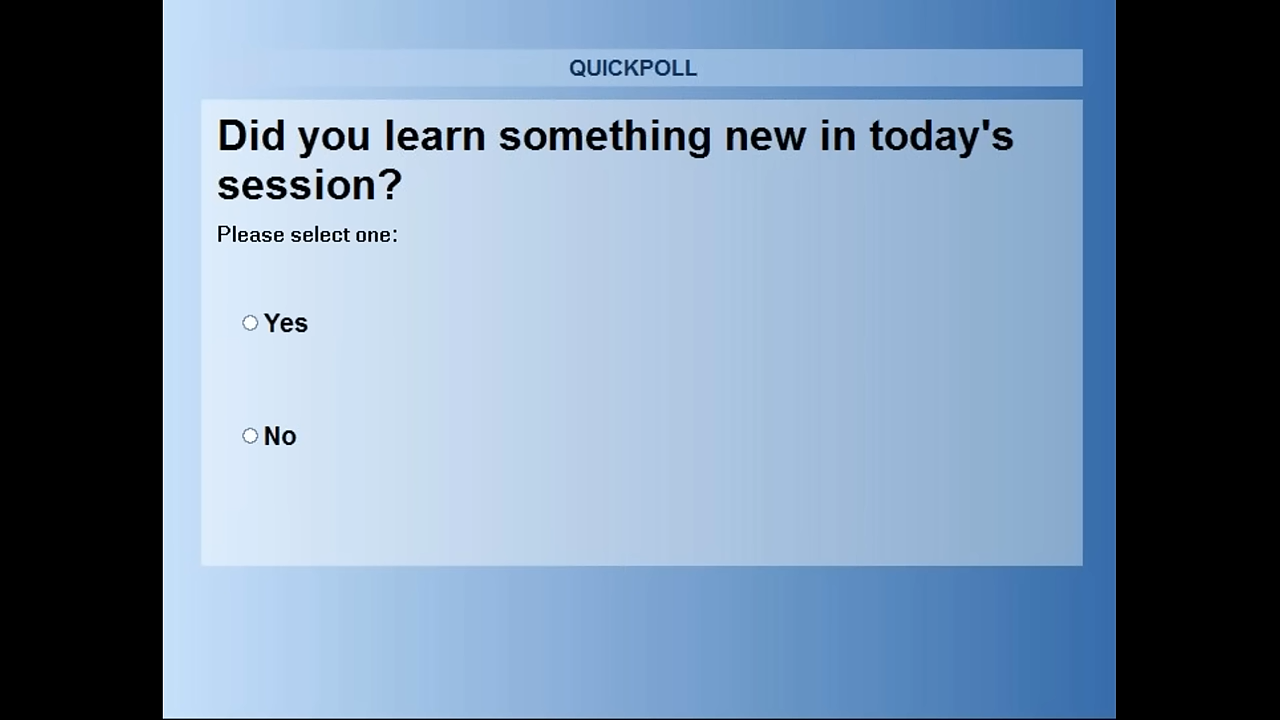 QUICKPOLL
Did you learn something new in today's
session?
Please select one:
Yes
No